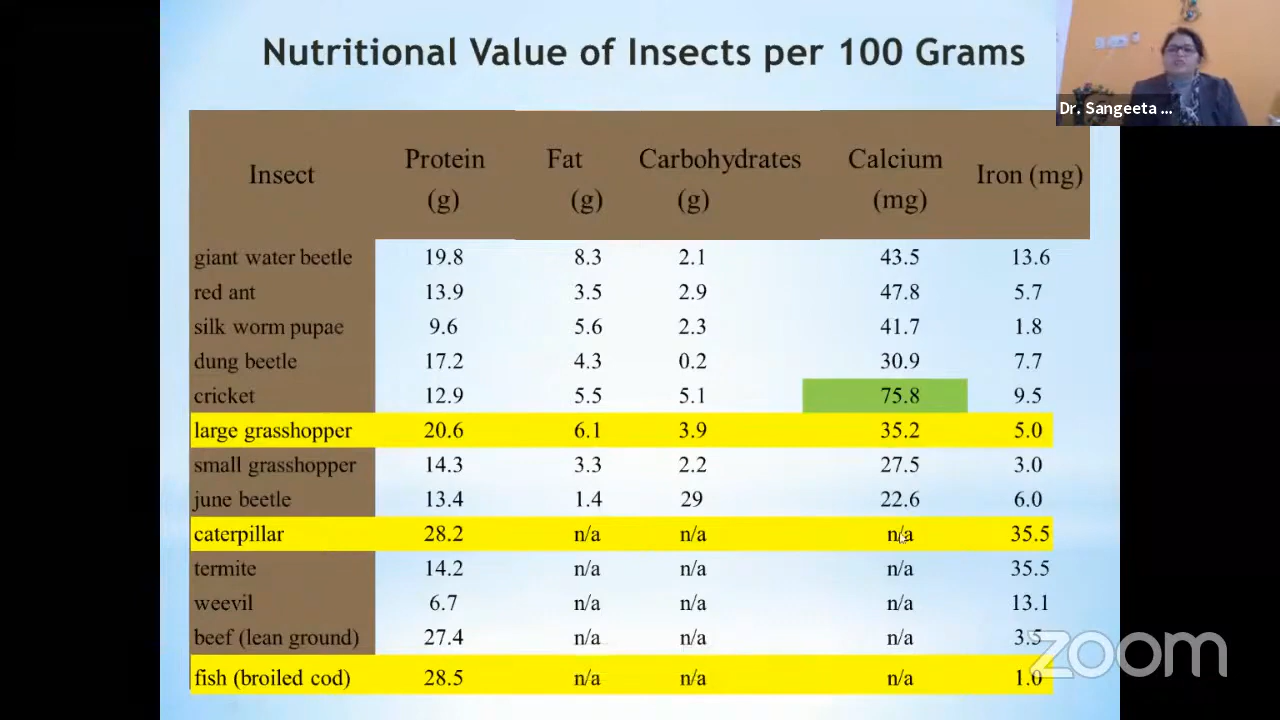 Nutritional Value of Insects per 100 Grams
Dr. Sangeeta ...
Insect Protein (g) Fat (g) Carbohydrates (g) Calcium (mg) Iron (mg)
giant water beetle 19.8 8.3 2.1 43.5 13.6
red ant 13.9 3.5 2.9 47.8 5.7
silk worm pupae 9.6 5.6 2.3 41.7 1.8
dung beetle 17.2 4.3 0.2 30.9 7.7
cricket 12.9 5.5 5.1 75.8 9.5
large grasshopper 20.6 6.1 3.9 35.2 5.0
small grasshopper 14.3 3.3 2.2 27.5 3.0
june beetle 13.4 1.4 29 22.6 6.0
caterpillar 28.2 n/a n/a n/a 35.5
termite 14.2 n/a n/a n/a 35.5
weevil 6.7 n/a n/a n/a 13.1
beef (lean ground) 27.4 n/a n/a n/a 3.5
fish (broiled cod) 28.5 n/a n/a n/a 1.0
zoom